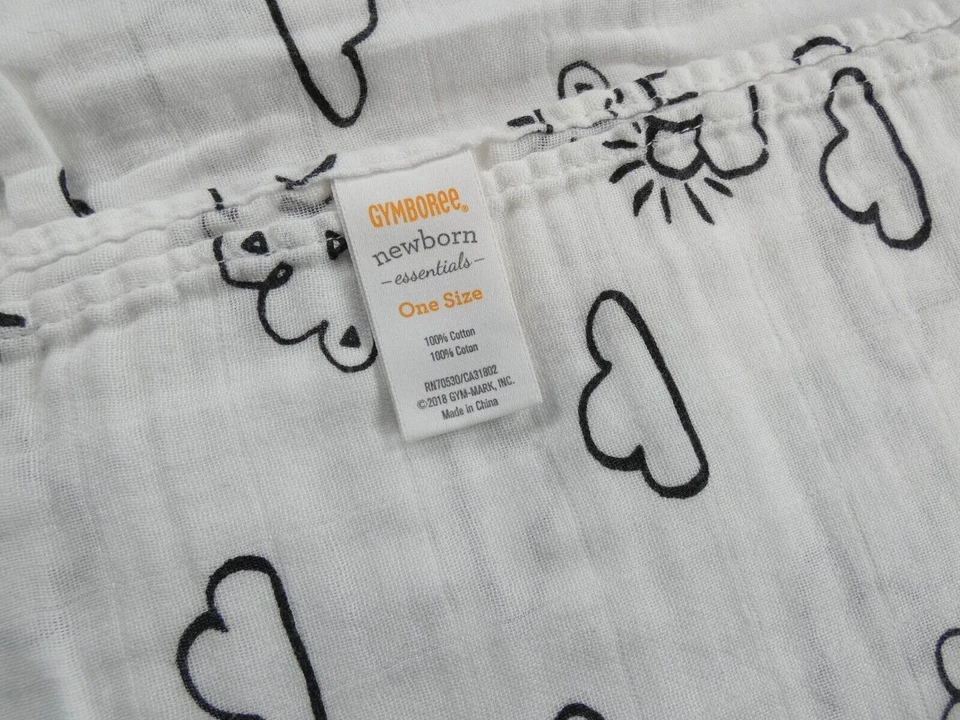 GYMBOREE®
newborn
-essentials-
One Size
100% Cotton
100% Coton
RN70530/CA31802
©2018 GYM-MARK, INC.
Made in China